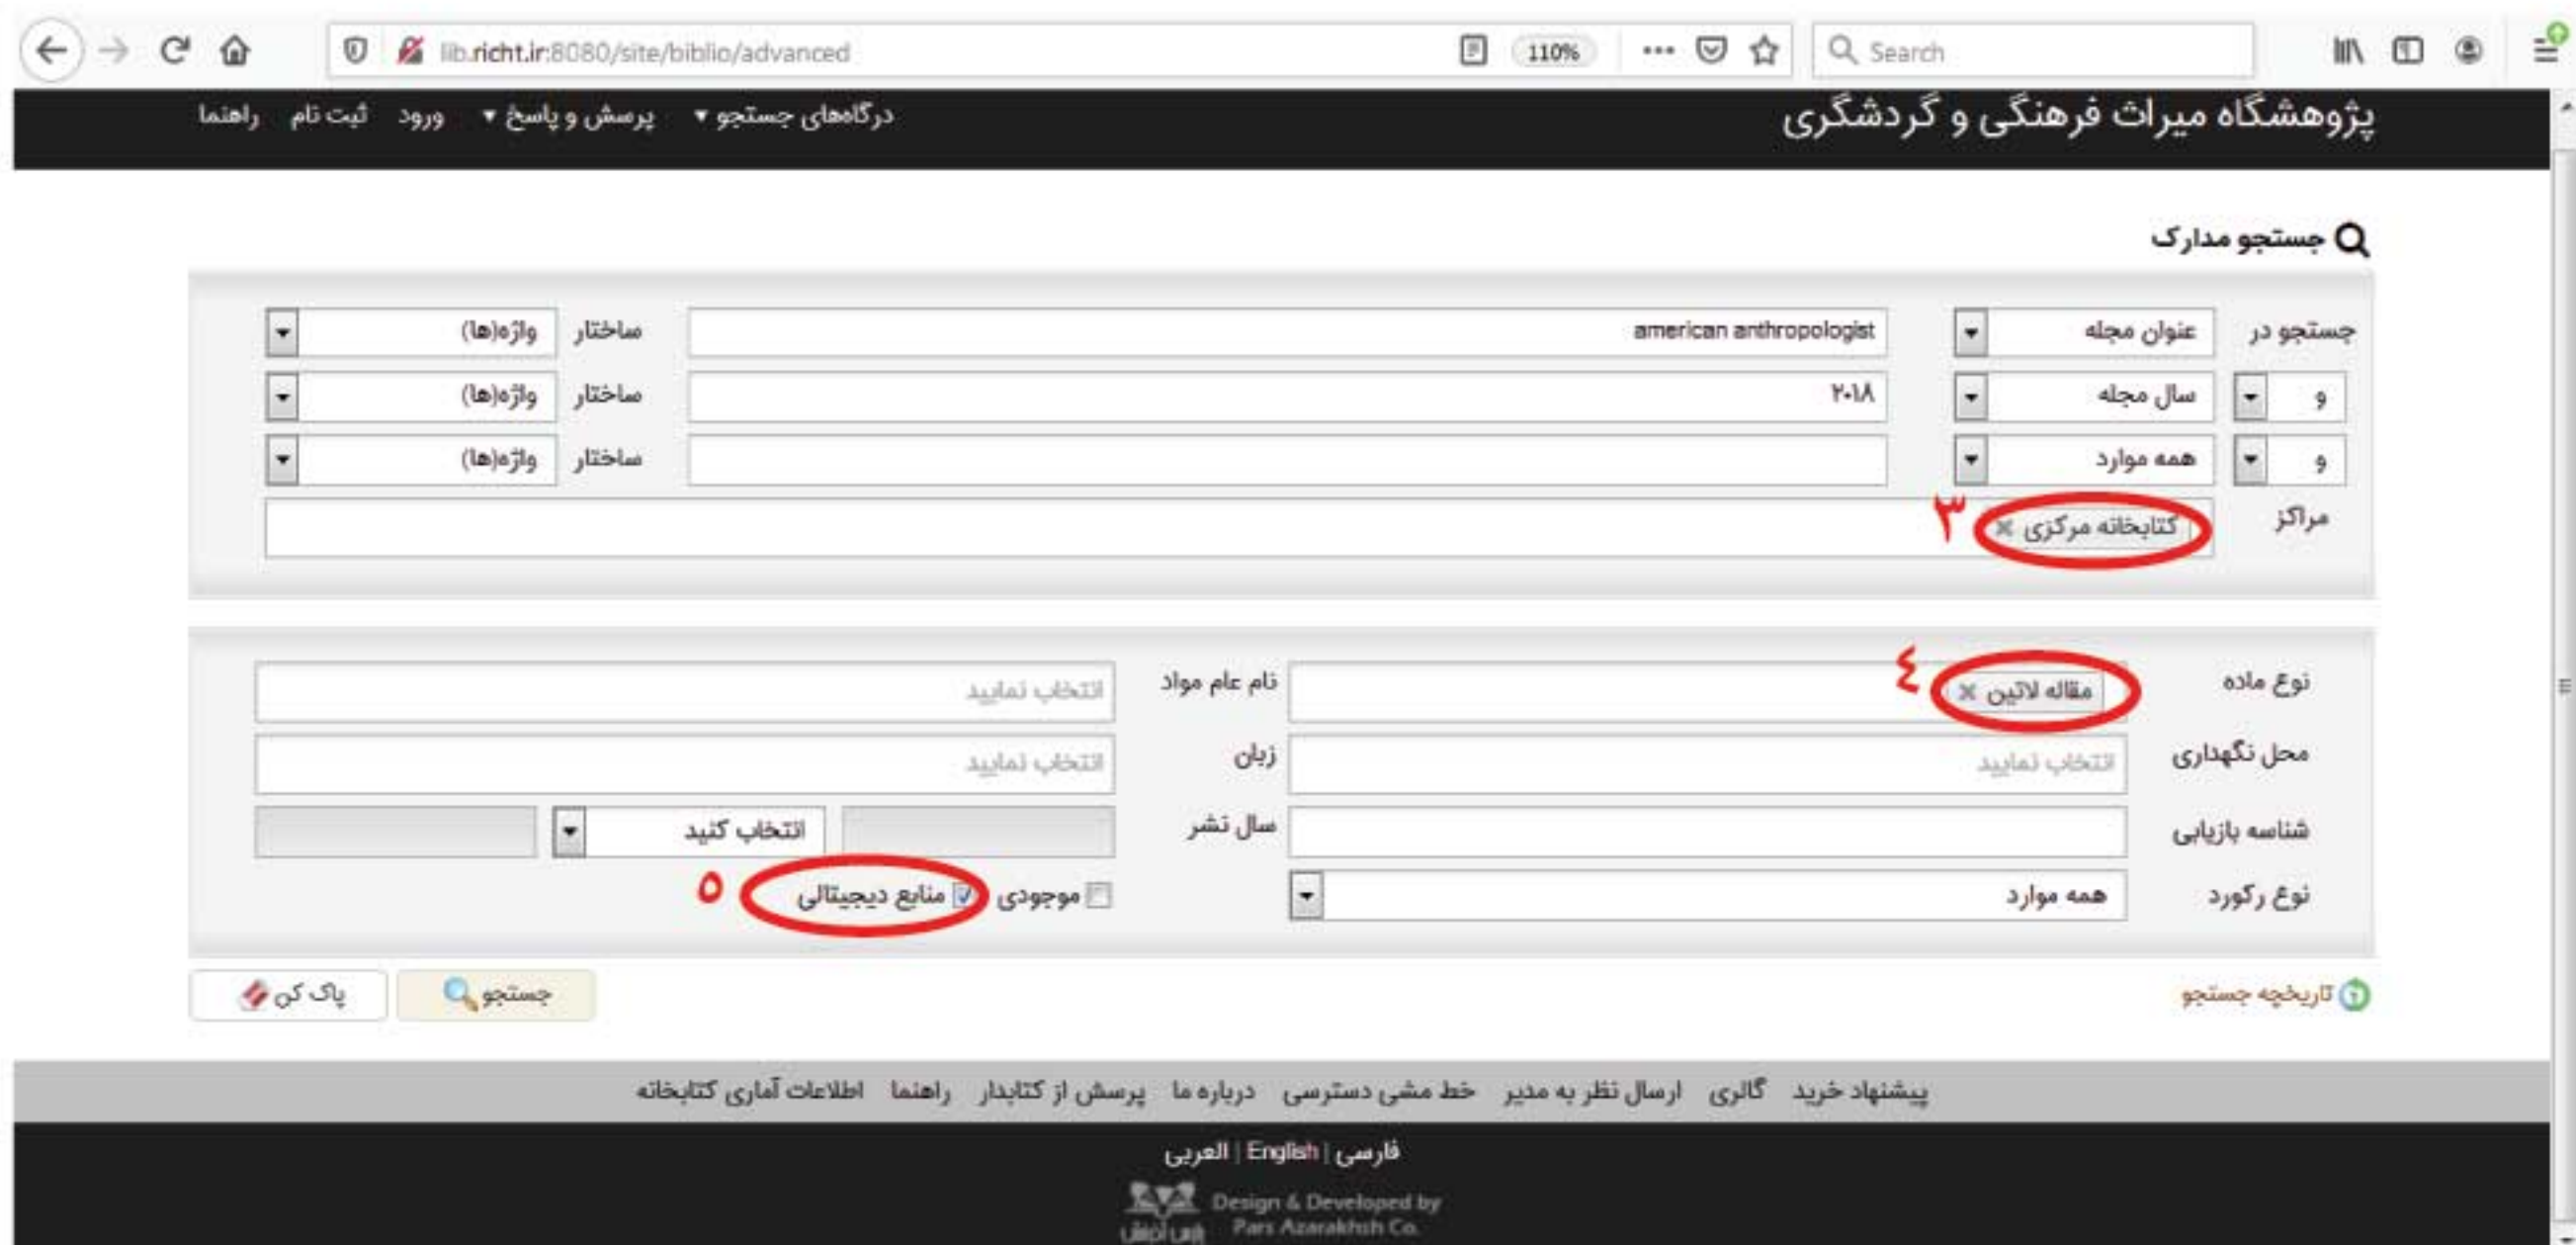 lib.richt.ir:8080/site/biblio/advanced 110% Search
پژوهشگاه میراث فرهنگی و گردشگری درگاه‌های جستجو پرسش و پاسخ ورود ثبت نام راهنما
جستجو مدارک
جستجو در عنوان مجله american anthropologist ساختار واژه(ها)
و سال مجله ۲۰۱۸ ساختار واژه(ها)
و همه موارد ساختار واژه(ها)
مراکز کتابخانه مرکزی ۳
نوع ماده مقاله لاتین ٤ نام عام مواد انتخاب نمایید
محل نگهداری انتخاب نمایید زبان انتخاب نمایید
شناسه بازیابی سال نشر انتخاب کنید
نوع رکورد همه موارد موجودی منابع دیجیتالی ٥
تاریخچه جستجو جستجو پاک کن
پیشنهاد خرید گالری ارسال نظر به مدیر خط مشی دسترسی درباره ما پرسش از کتابدار راهنما اطلاعات آماری کتابخانه
فارسی | English | العربی
Design & Developed by
پارس آذرخش Pars Azarakhsh Co.